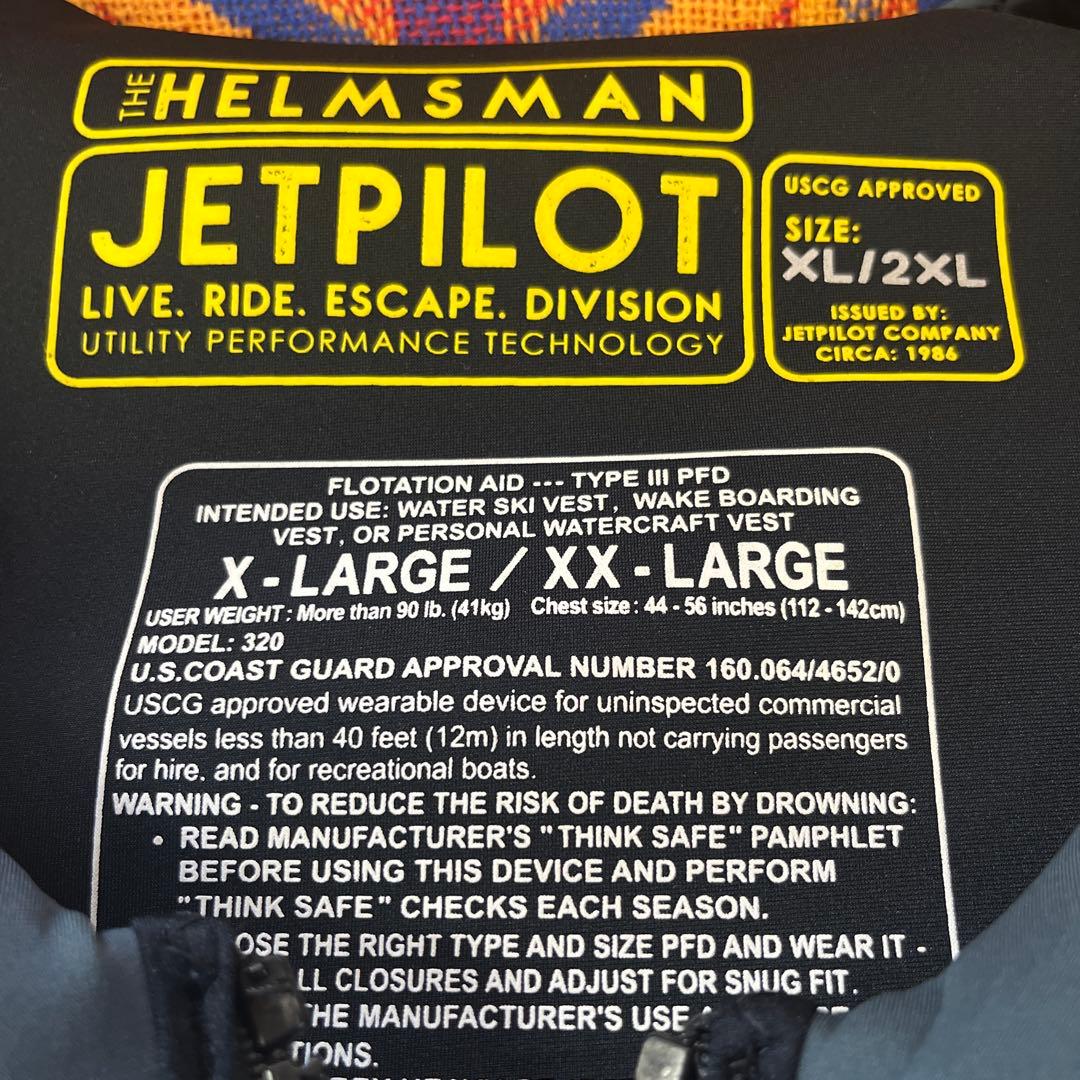 THE HELMSMAN
JETPILOT
LIVE. RIDE. ESCAPE. DIVISION
UTILITY PERFORMANCE TECHNOLOGY
USCG APPROVED
SIZE:
XL/2XL
ISSUED BY:
JETPILOT COMPANY
CIRCA: 1986
FLOTATION AID --- TYPE III PFD
INTENDED USE: WATER SKI VEST, WAKE BOARDING
VEST, OR PERSONAL WATERCRAFT VEST
X-LARGE / XX-LARGE
USER WEIGHT: More than 90 lb. (41kg) Chest size: 44 - 56 inches (112 - 142cm)
MODEL: 320
U.S.COAST GUARD APPROVAL NUMBER 160.064/4652/0
USCG approved wearable device for uninspected commercial
vessels less than 40 feet (12m) in length not carrying passengers
for hire. and for recreational boats.
WARNING - TO REDUCE THE RISK OF DEATH BY DROWNING:
• READ MANUFACTURER'S "THINK SAFE" PAMPHLET
BEFORE USING THIS DEVICE AND PERFORM
"THINK SAFE" CHECKS EACH SEASON.
OSE THE RIGHT TYPE AND SIZE PFD AND WEAR IT -
LL CLOSURES AND ADJUST FOR SNUG FIT.
THE MANUFACTURER'S USE
TIONS.